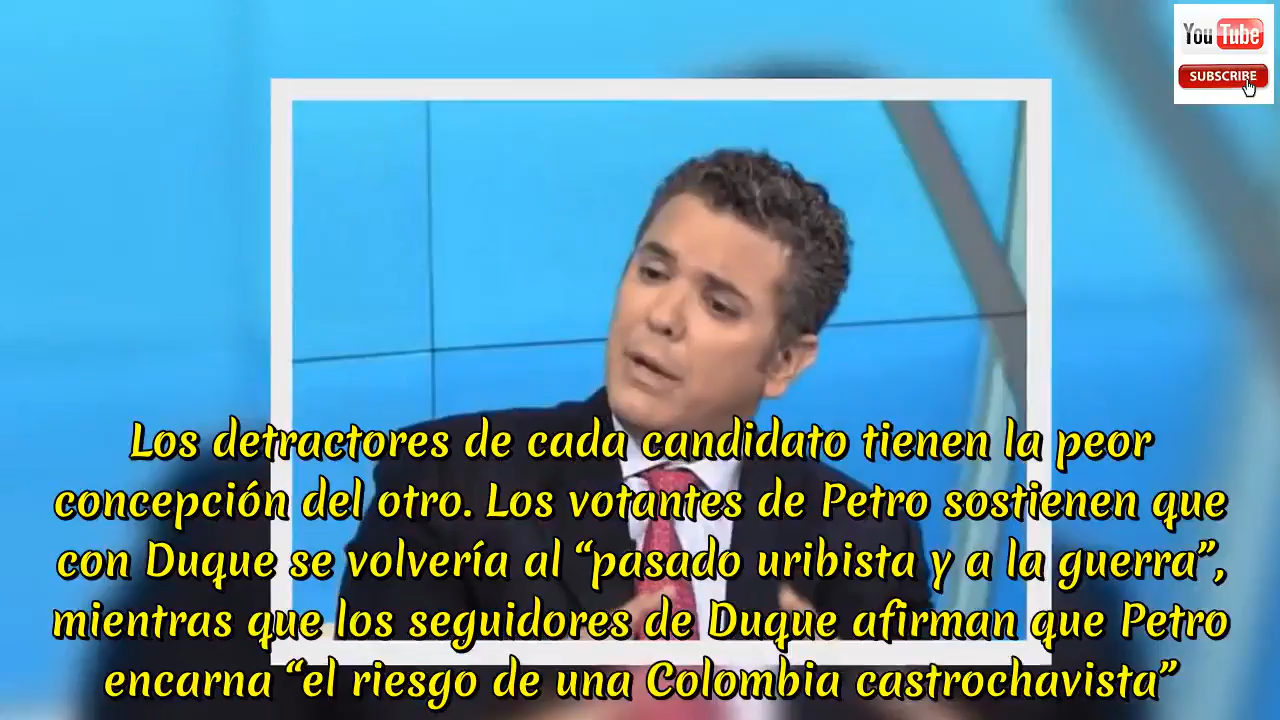 You Tube
SUBSCRIBE
Los detractores de cada candidato tienen la peor
concepción del otro. Los votantes de Petro sostienen que
con Duque se volvería al “pasado uribista y a la guerra”,
mientras que los seguidores de Duque afirman que Petro
encarna “el riesgo de una Colombia castrochavista”